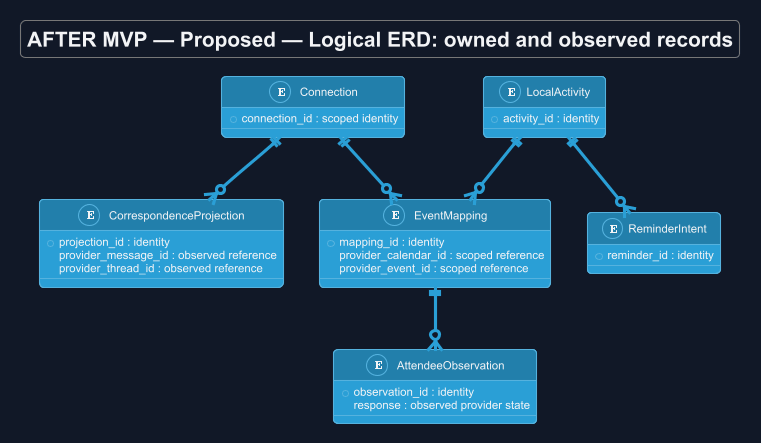 AFTER MVP — Proposed — Logical ERD: owned and observed records
E Connection
connection_id : scoped identity
E LocalActivity
activity_id : identity
E CorrespondenceProjection
projection_id : identity
provider_message_id : observed reference
provider_thread_id : observed reference
E EventMapping
mapping_id : identity
provider_calendar_id : scoped reference
provider_event_id : scoped reference
E ReminderIntent
reminder_id : identity
E AttendeeObservation
observation_id : identity
response : observed provider state